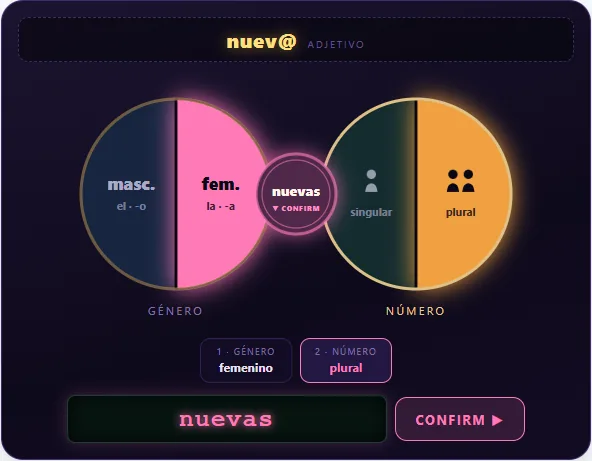 nuev@ ADJETIVO
masc.
el · -o
fem.
la · -a
nuevas
▼ CONFIRM
singular
plural
GÉNERO
NÚMERO
1 · GÉNERO
femenino
2 · NÚMERO
plural
nuevas
CONFIRM ▶